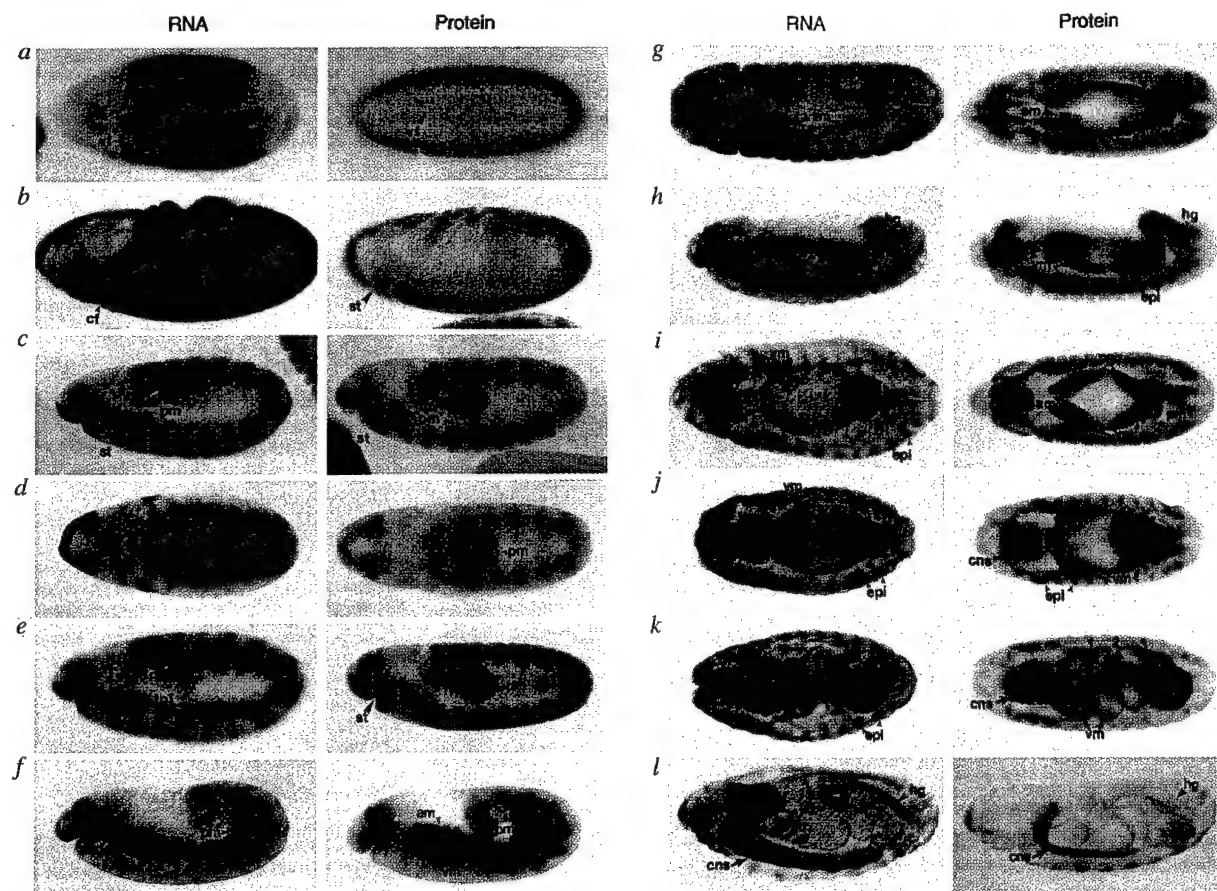 RNA Protein RNA Protein
a
g
b
h
hg
hg
st
cf
epi
c
i
st
st
epi
d
j
vm
pm
cns
epi
epi
e
k
st
cns
epi
vm
f
l
am
pm
hg
hg
cns
cns